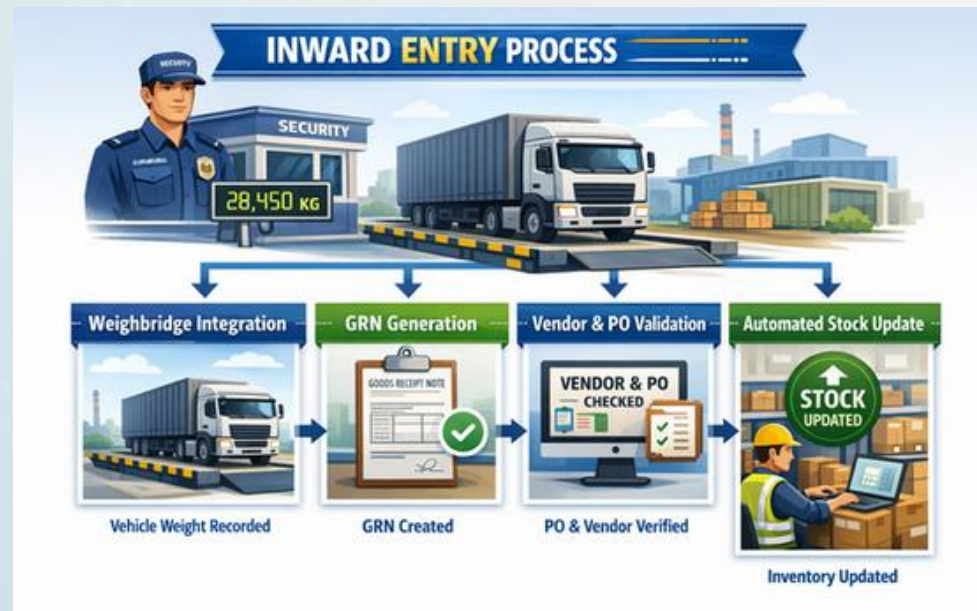 INWARD ENTRY PROCESS
SECURITY
SECURITY
28,450 KG
Weighbridge Integration
GRN Generation
Vendor & PO Validation
Automated Stock Update
GOODS RECEIPT NOTE
VENDOR & PO
CHECKED
STOCK
UPDATED
Vehicle Weight Recorded
GRN Created
PO & Vendor Verified
Inventory Updated